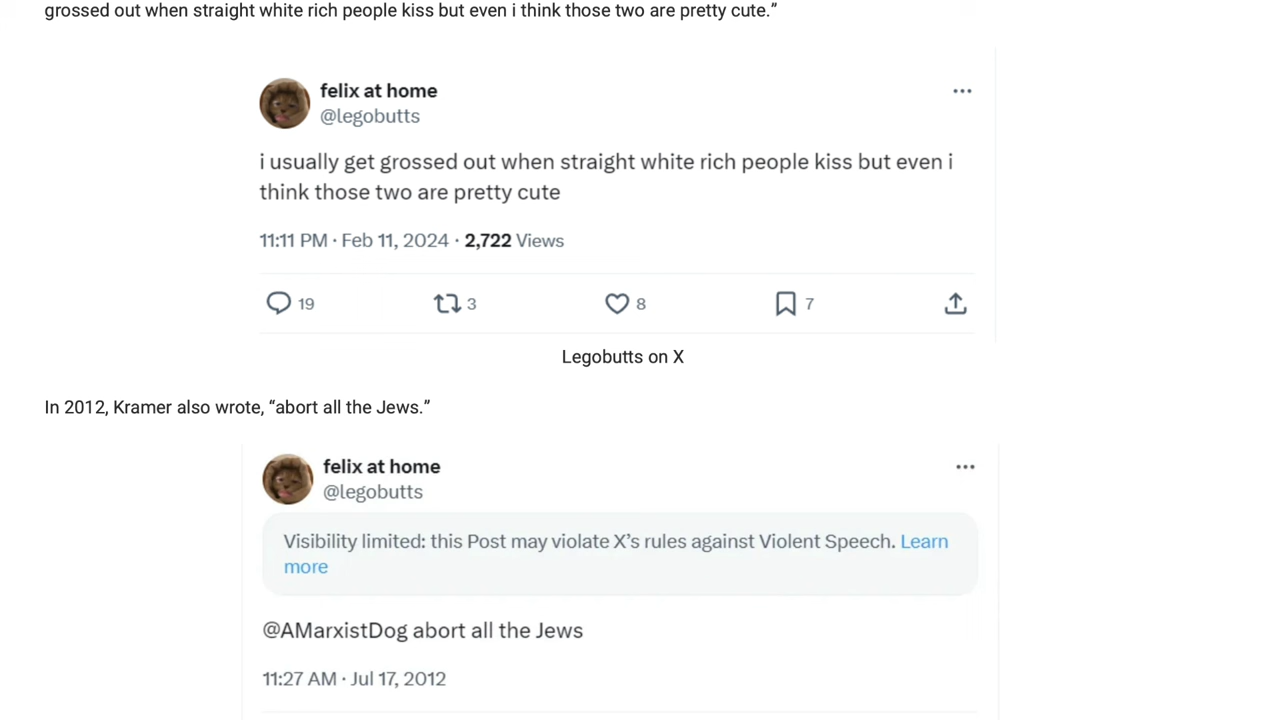 grossed out when straight white rich people kiss but even i think those two are pretty cute.”
felix at home
@legobutts
i usually get grossed out when straight white rich people kiss but even i
think those two are pretty cute
11:11 PM · Feb 11, 2024 · 2,722 Views
19 3 8 7
Legobutts on X
In 2012, Kramer also wrote, “abort all the Jews.”
felix at home
@legobutts
Visibility limited: this Post may violate X’s rules against Violent Speech. Learn
more
@AMarxistDog abort all the Jews
11:27 AM · Jul 17, 2012